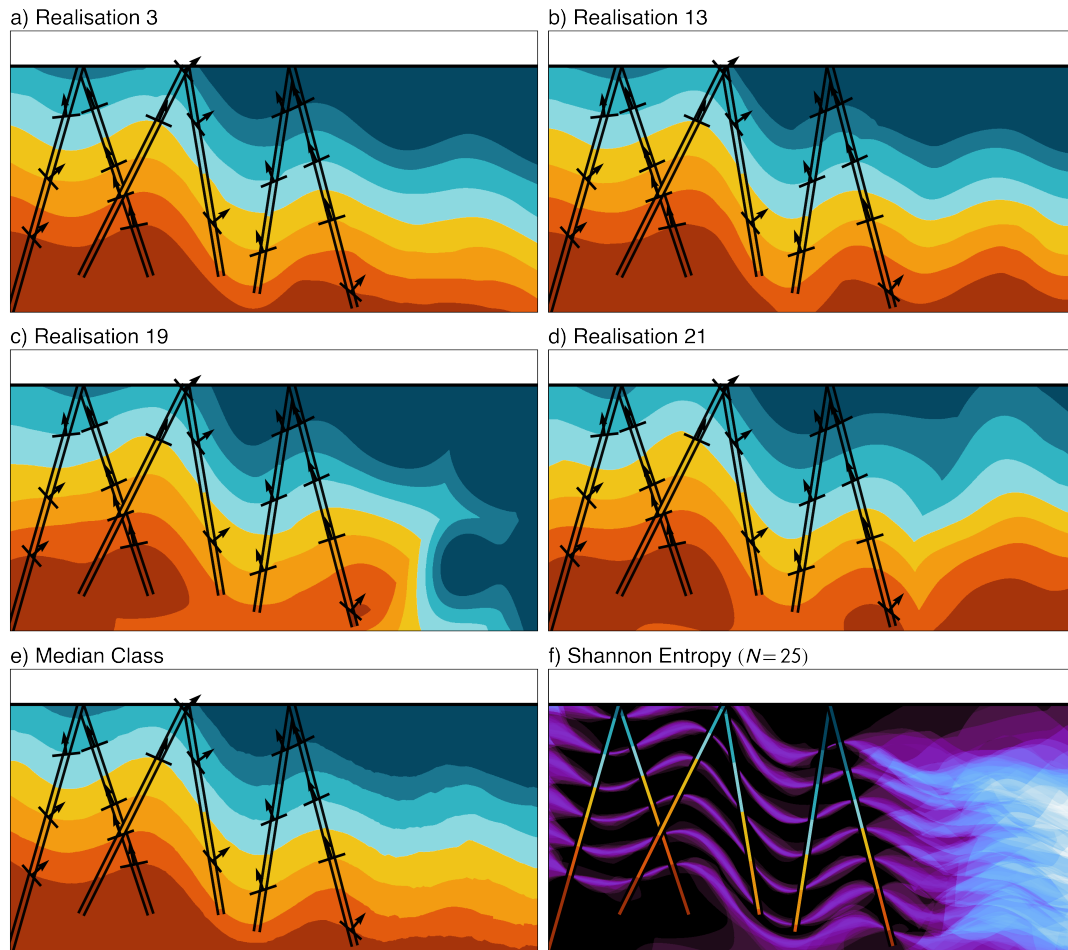 a) Realisation 3
b) Realisation 13
c) Realisation 19
d) Realisation 21
e) Median Class
f) Shannon Entropy (N=25)